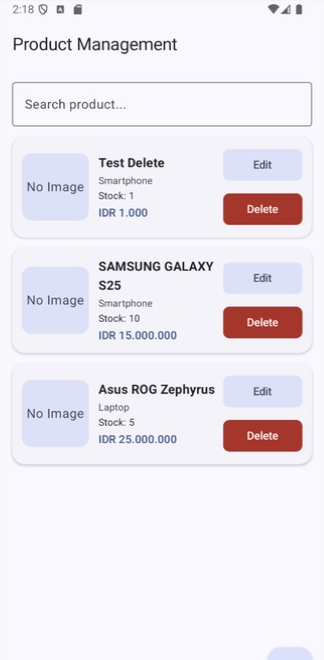 2:18
Product Management
Search product...
No Image
Test Delete
Smartphone
Stock: 1
IDR 1.000
Edit
Delete
No Image
SAMSUNG GALAXY
S25
Smartphone
Stock: 10
IDR 15.000.000
Edit
Delete
No Image
Asus ROG Zephyrus
Laptop
Stock: 5
IDR 25.000.000
Edit
Delete